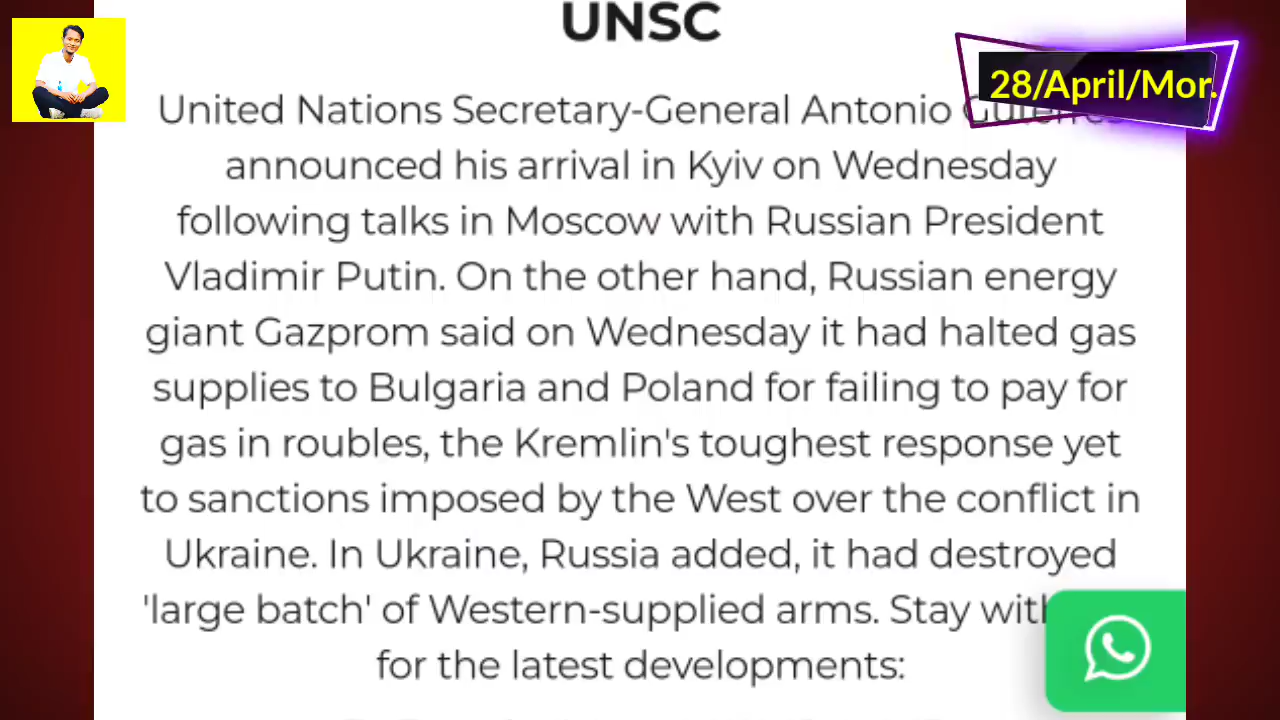 UNSC
28/April/Mor.
United Nations Secretary-General Antonio
announced his arrival in Kyiv on Wednesday
following talks in Moscow with Russian President
Vladimir Putin. On the other hand, Russian energy
giant Gazprom said on Wednesday it had halted gas
supplies to Bulgaria and Poland for failing to pay for
gas in roubles, the Kremlin's toughest response yet
to sanctions imposed by the West over the conflict in
Ukraine. In Ukraine, Russia added, it had destroyed
'large batch' of Western-supplied arms. Stay with
for the latest developments: